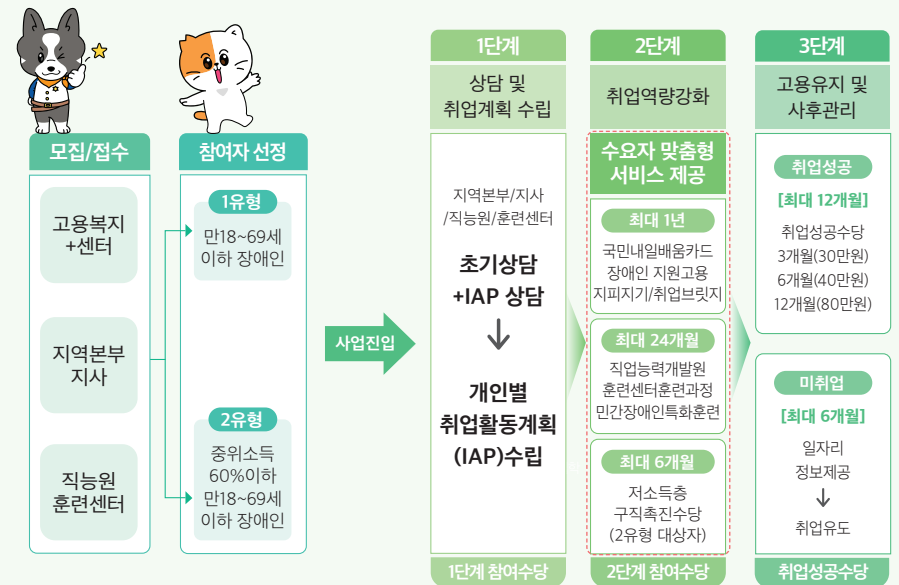 모집/접수
고용복지
+센터
지역본부
지사
직능원
훈련센터
참여자 선정
1유형
만18~69세
이하 장애인
2유형
중위소득
60%이하
만18~69세
이하 장애인
사업진입
1단계
상담 및
취업계획 수립
지역본부/지사
/직능원/훈련센터
초기상담
+IAP 상담
↓
개인별
취업활동계획
(IAP)수립
1단계 참여수당
2단계
취업역량강화
수요자 맞춤형
서비스 제공
최대 1년
국민내일배움카드
장애인 지원고용
지피지기/취업브릿지
최대 24개월
직업능력개발원
훈련센터훈련과정
민간장애인특화훈련
최대 6개월
저소득층
구직촉진수당
(2유형 대상자)
2단계 참여수당
3단계
고용유지 및
사후관리
취업성공
[최대 12개월]
취업성공수당
3개월(30만원)
6개월(40만원)
12개월(80만원)
미취업
[최대 6개월]
일자리
정보제공
↓
취업유도
취업성공수당